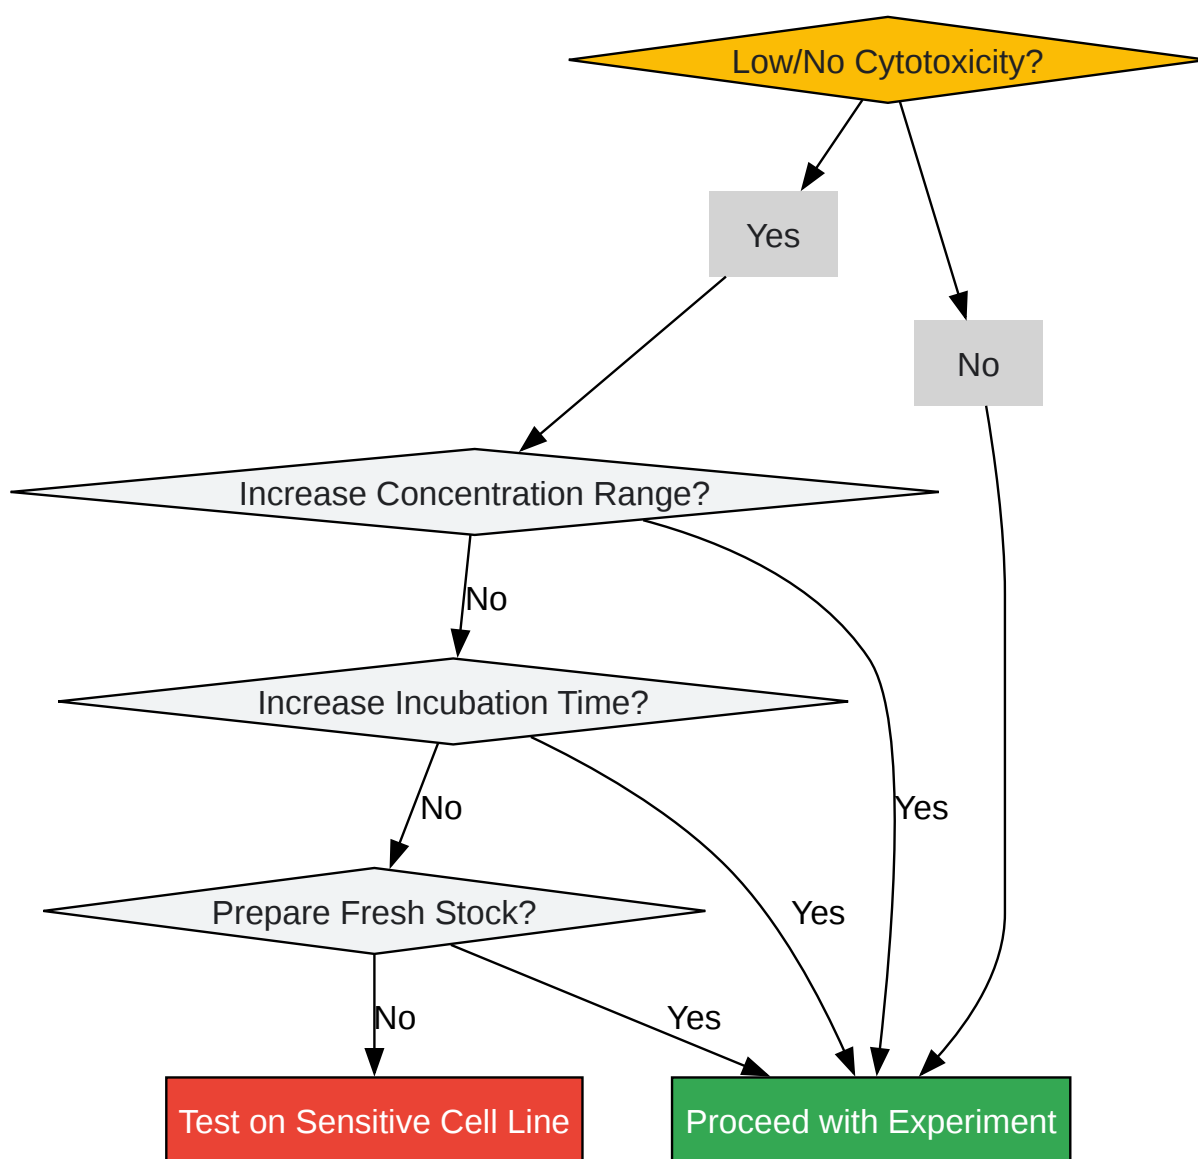 Low/No Cytotoxicity?
Yes
No
Increase Concentration Range?
No
Increase Incubation Time?
No
Yes
Prepare Fresh Stock?
Yes
No
Yes
Test on Sensitive Cell Line
Proceed with Experiment